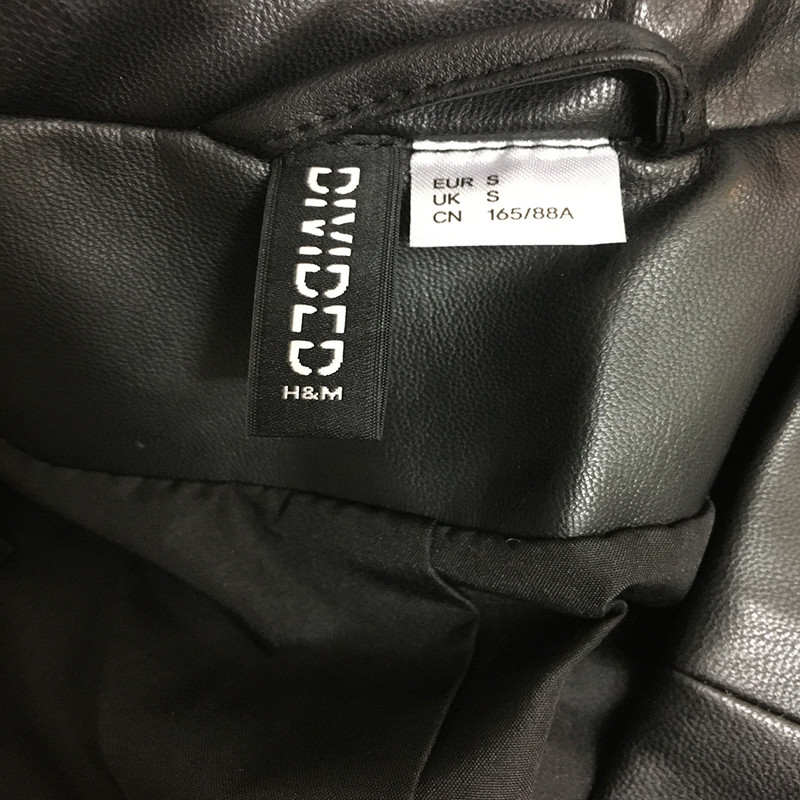 DIVIDED
H&M
EUR S
UK S
CN 165/88A